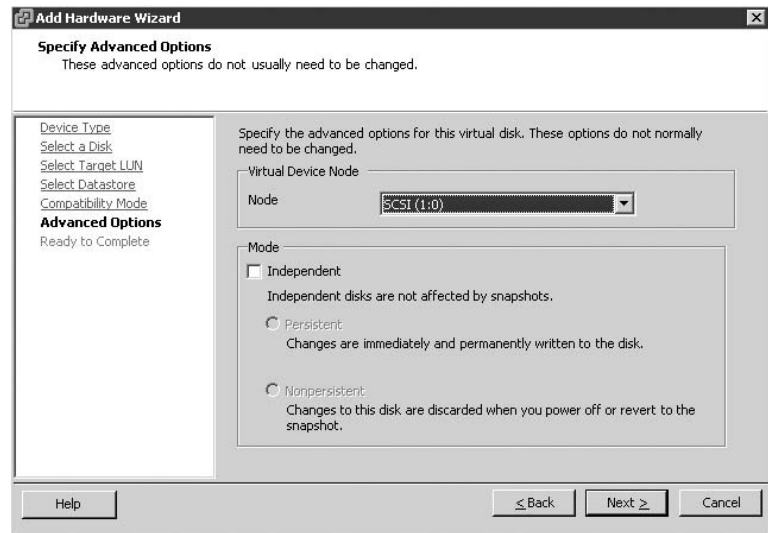 Add Hardware Wizard
Specify Advanced Options
These advanced options do not usually need to be changed.
Device Type
Select a Disk
Select Target LUN
Select Datastore
Compatibility Mode
Advanced Options
Ready to Complete
Specify the advanced options for this virtual disk. These options do not normally
need to be changed.
Virtual Device Node
Node
SCSI (1:0)
Mode
Independent
Independent disks are not affected by snapshots.
Persistent
Changes are immediately and permanently written to the disk.
Nonpersistent
Changes to this disk are discarded when you power off or revert to the
snapshot.
Help
< Back
Next >
Cancel